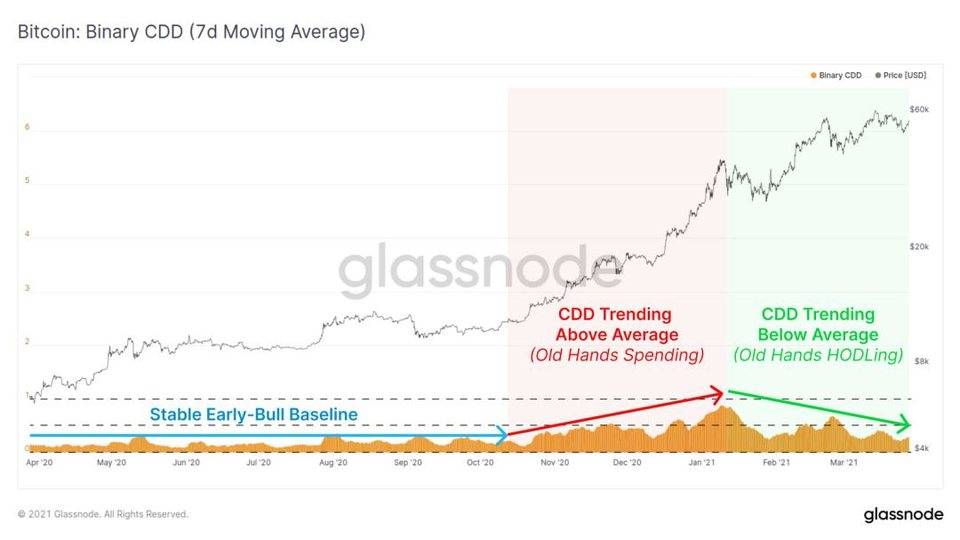 Bitcoin: Binary CDD (7d Moving Average)
Binary CDD Price [USD]
$60k
6
5
4
$20k
glassnode
3
CDD Trending
Above Average
(Old Hands Spending)
CDD Trending
Below Average
(Old Hands HODLing)
2
$8k
1
Stable Early-Bull Baseline
0
$4k
Apr '20 May '20 Jun '20 Jul '20 Aug '20 Sep '20 Oct '20 Nov '20 Dec '20 Jan '21 Feb '21 Mar '21
© 2021 Glassnode. All Rights Reserved.
glassnode